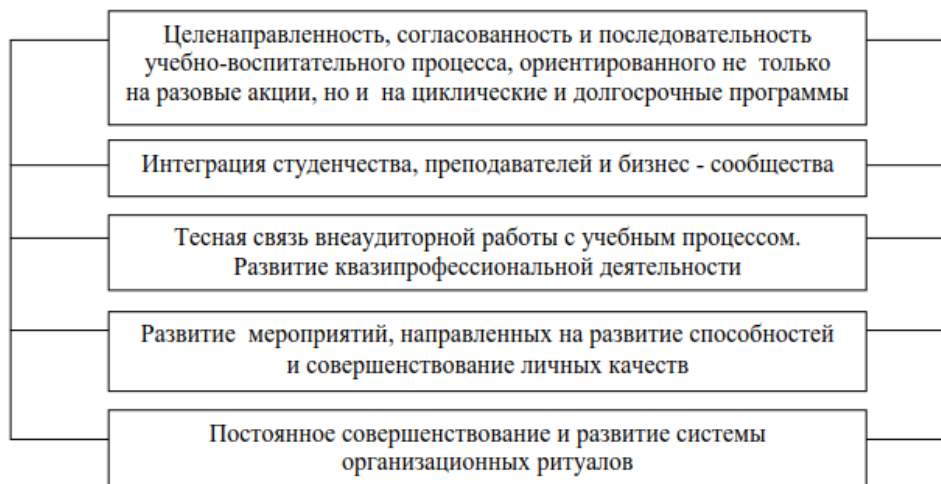 Целенаправленность, согласованность и последовательность
учебно-воспитательного процесса, ориентированного не только
на разовые акции, но и на циклические и долгосрочные программы
Интеграция студенчества, преподавателей и бизнес - сообщества
Тесная связь внеаудиторной работы с учебным процессом.
Развитие квазипрофессиональной деятельности
Развитие мероприятий, направленных на развитие способностей
и совершенствование личных качеств
Постоянное совершенствование и развитие системы
организационных ритуалов